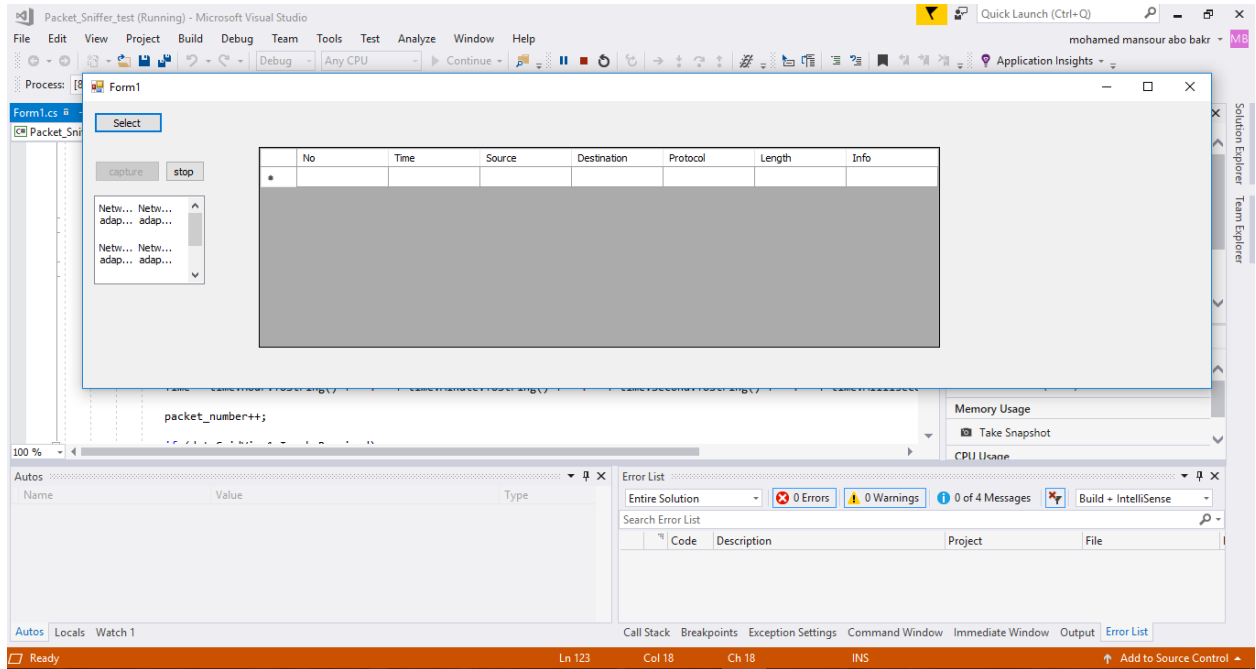 Packet_Sniffer_test (Running) - Microsoft Visual Studio
Quick Launch (Ctrl+Q)
File Edit View Project Build Debug Team Tools Test Analyze Window Help
mohamed mansour abo bakr MB
Debug Any CPU Continue Application Insights
Process: [8
Form1
Form1.cs
Select
Packet_Sni
No Time Source Destination Protocol Length Info
capture stop
*
Netw... Netw...
adap... adap...
Netw... Netw...
adap... adap...
Solution Explorer
Team Explorer
packet_number++;
Memory Usage
Take Snapshot
100 %
CPU Usage
Autos
Name Value Type
Error List
Entire Solution 0 Errors 0 Warnings 0 of 4 Messages Build + IntelliSense
Search Error List
Code Description Project File
Autos Locals Watch 1
Call Stack Breakpoints Exception Settings Command Window Immediate Window Output Error List
Ready Ln 123 Col 18 Ch 18 INS Add to Source Control